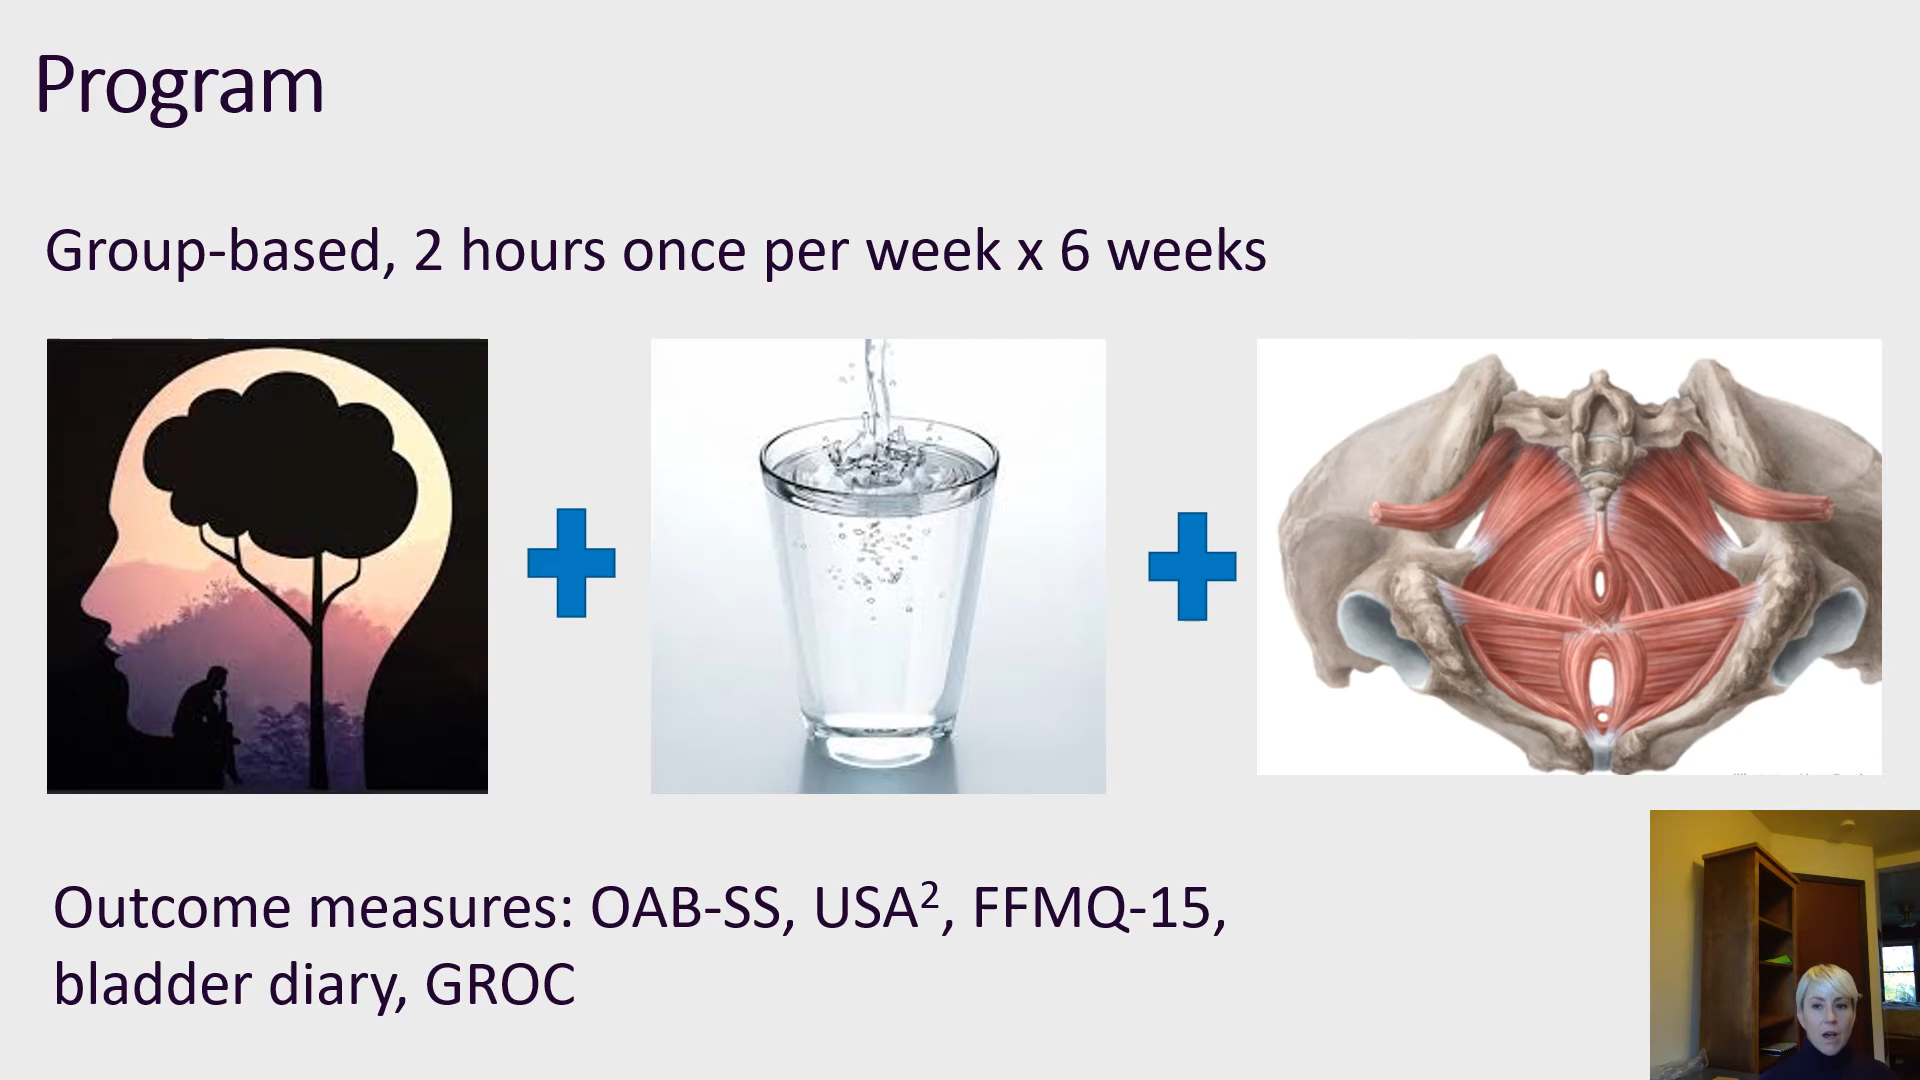 Program
Group-based, 2 hours once per week x 6 weeks
Outcome measures: OAB-SS, USA², FFMQ-15,
bladder diary, GROC